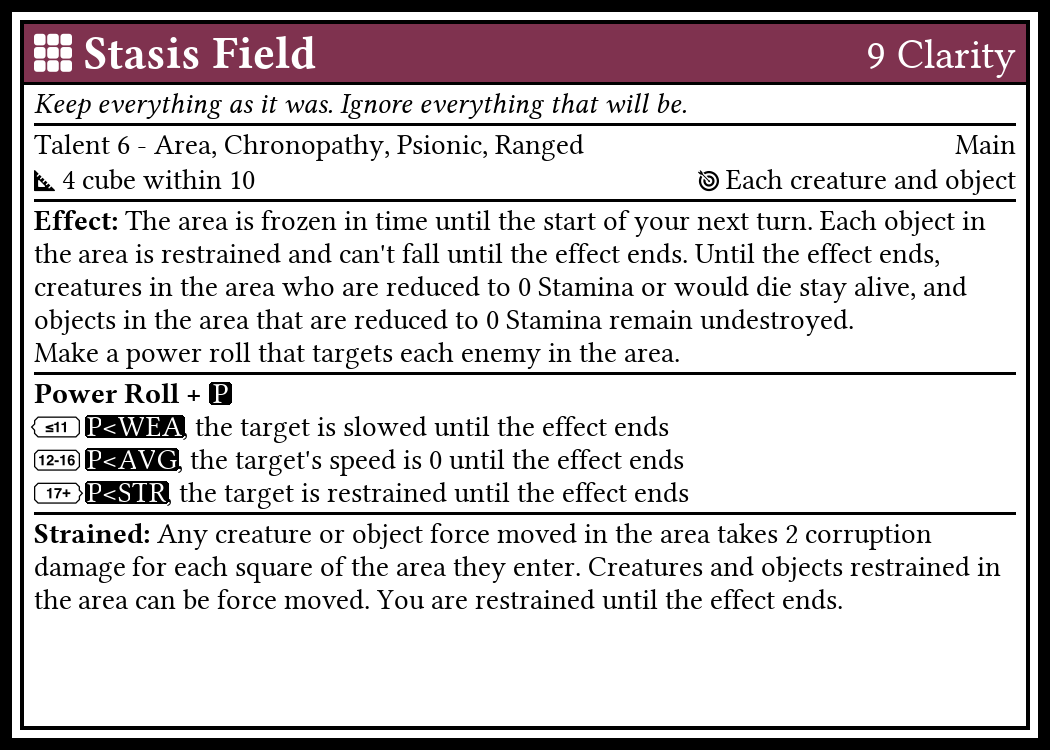 Stasis Field 9 Clarity
Keep everything as it was. Ignore everything that will be.
Talent 6 - Area, Chronopathy, Psionic, Ranged Main
4 cube within 10 Each creature and object
Effect: The area is frozen in time until the start of your next turn. Each object in
the area is restrained and can't fall until the effect ends. Until the effect ends,
creatures in the area who are reduced to 0 Stamina or would die stay alive, and
objects in the area that are reduced to 0 Stamina remain undestroyed.
Make a power roll that targets each enemy in the area.
Power Roll + P
≤11 P<WEA, the target is slowed until the effect ends
12-16 P<AVG, the target's speed is 0 until the effect ends
17+ P<STR, the target is restrained until the effect ends
Strained: Any creature or object force moved in the area takes 2 corruption
damage for each square of the area they enter. Creatures and objects restrained in
the area can be force moved. You are restrained until the effect ends.